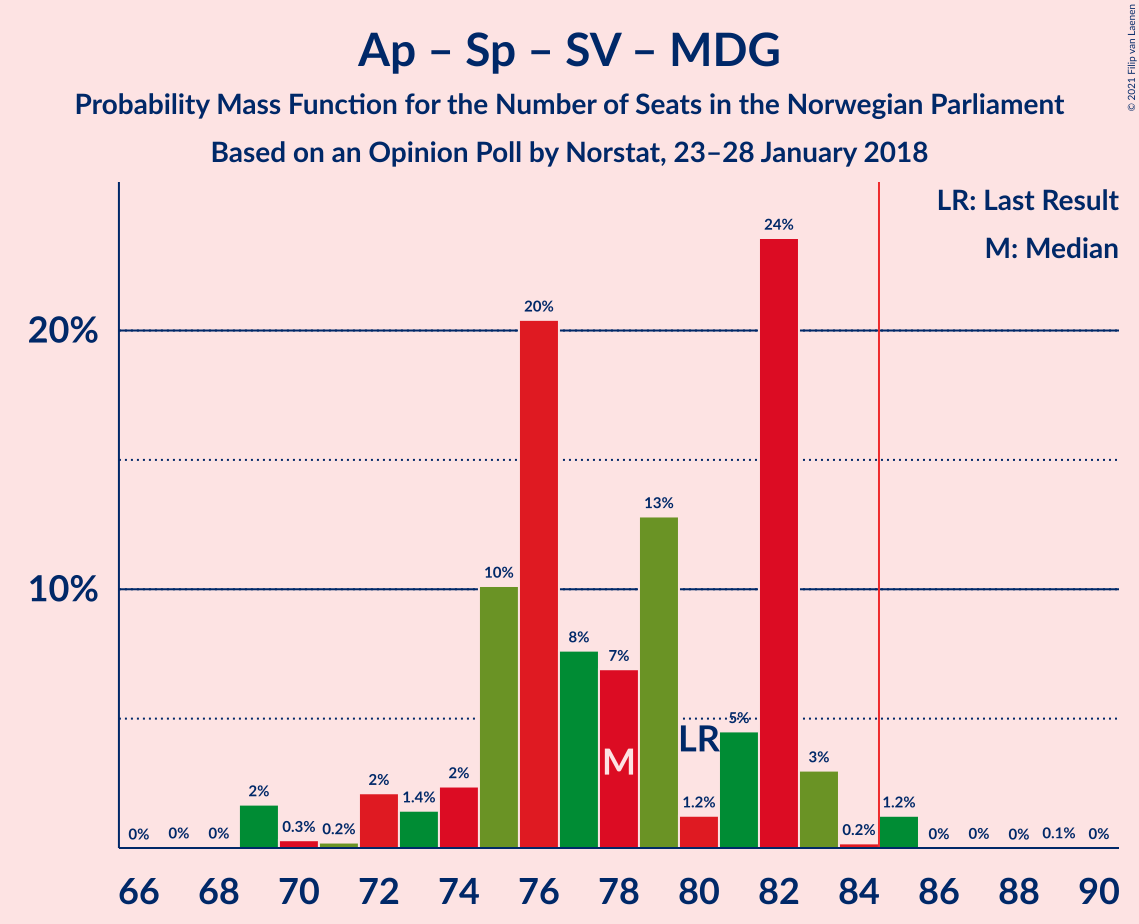 Ap – Sp – SV – MDG
Probability Mass Function for the Number of Seats in the Norwegian Parliament
Based on an Opinion Poll by Norstat, 23–28 January 2018
© 2021 Filip van Laenen
LR: Last Result
M: Median
20%
10%
0% 0% 0% 2% 0.3% 0.2% 2% 1.4% 2% 10% 20% 8% 7% 13% 1.2% 5% 24% 3% 0.2% 1.2% 0% 0% 0% 0.1% 0%
M
LR
66 68 70 72 74 76 78 80 82 84 86 88 90